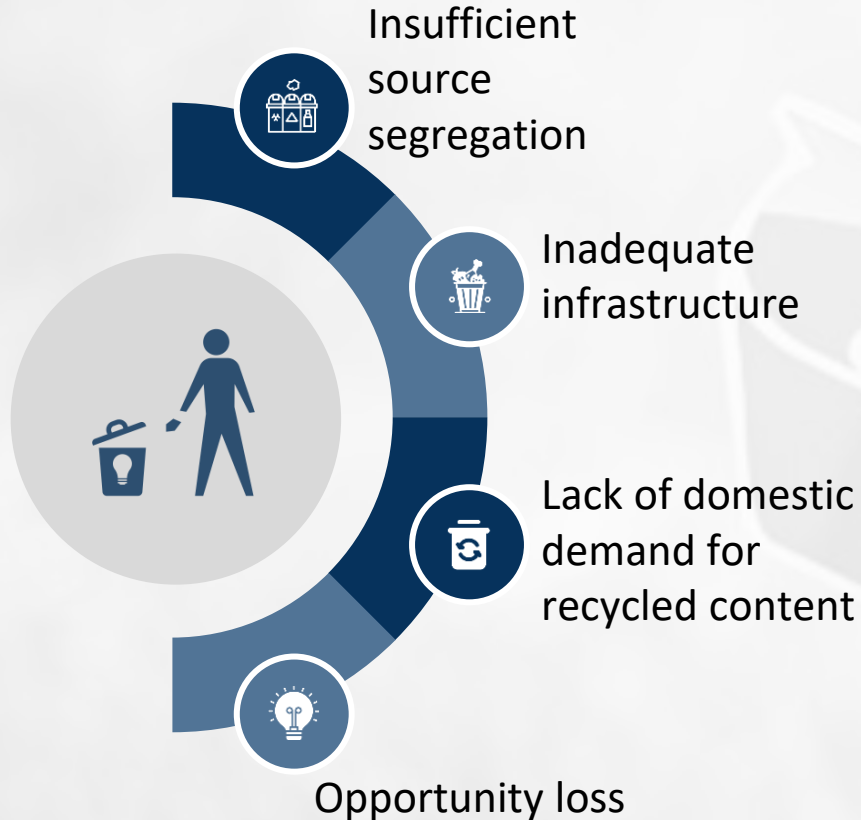 Insufficient
source
segregation
Inadequate
infrastructure
Lack of domestic
demand for
recycled content
Opportunity loss